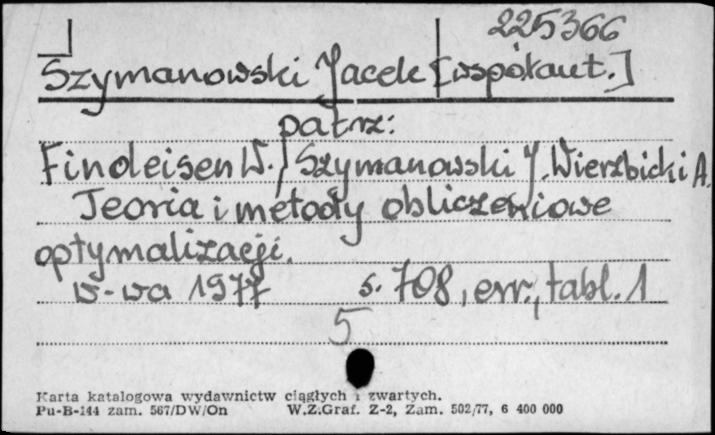 225366
Szymanowski Jacek [współaut.]
patrz:
Findeisen W., Szymanowski J., Wierzbicki A.
Teoria i metody obliczeniowe
optymalizacji.
W-wa 1977 s. 708, err., tabl. 1
5
Karta katalogowa wydawnictw ciągłych i zwartych.
Pu-B-144 zam. 567/DW/On W.Z.Graf. Z-2, Zam. 502/77, 6 400 000